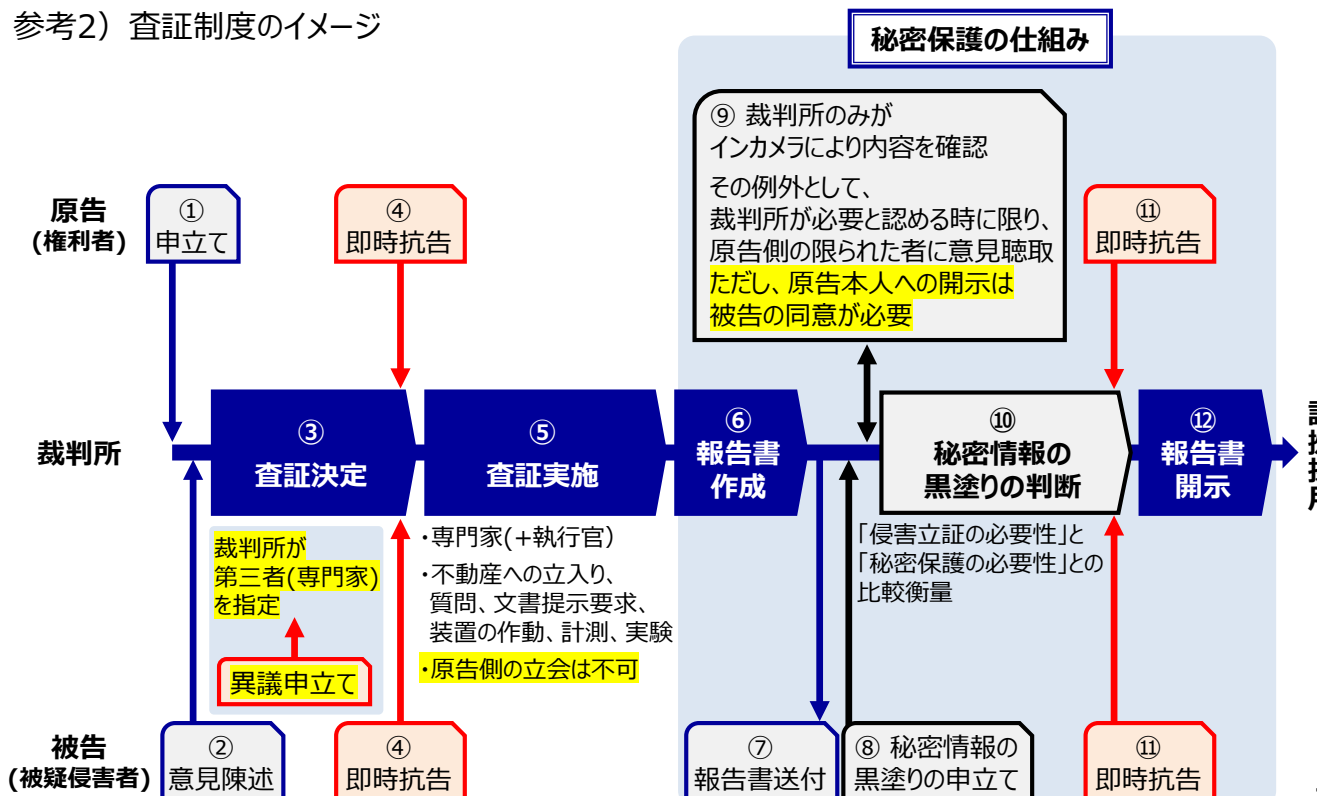 参考2）査証制度のイメージ
秘密保護の仕組み
⑨ 裁判所のみが
インカメラにより内容を確認
その例外として、
裁判所が必要と認める時に限り、
原告側の限られた者に意見聴取
ただし、原告本人への開示は
被告の同意が必要
原告
(権利者)
①
申立て
④
即時抗告
⑪
即時抗告
裁判所
③
査証決定
⑤
査証実施
⑥
報告書
作成
⑩
秘密情報の
黒塗りの判断
⑫
報告書
開示
裁判所が
第三者(専門家)
を指定
異議申立て
・専門家(+執行官）
・不動産への立入り、
質問、文書提示要求、
装置の作動、計測、実験
・原告側の立会は不可
「侵害立証の必要性」と
「秘密保護の必要性」との
比較衡量
被告
(被疑侵害者)
②
意見陳述
④
即時抗告
⑦
報告書送付
⑧ 秘密情報の
黒塗りの申立て
⑪
即時抗告